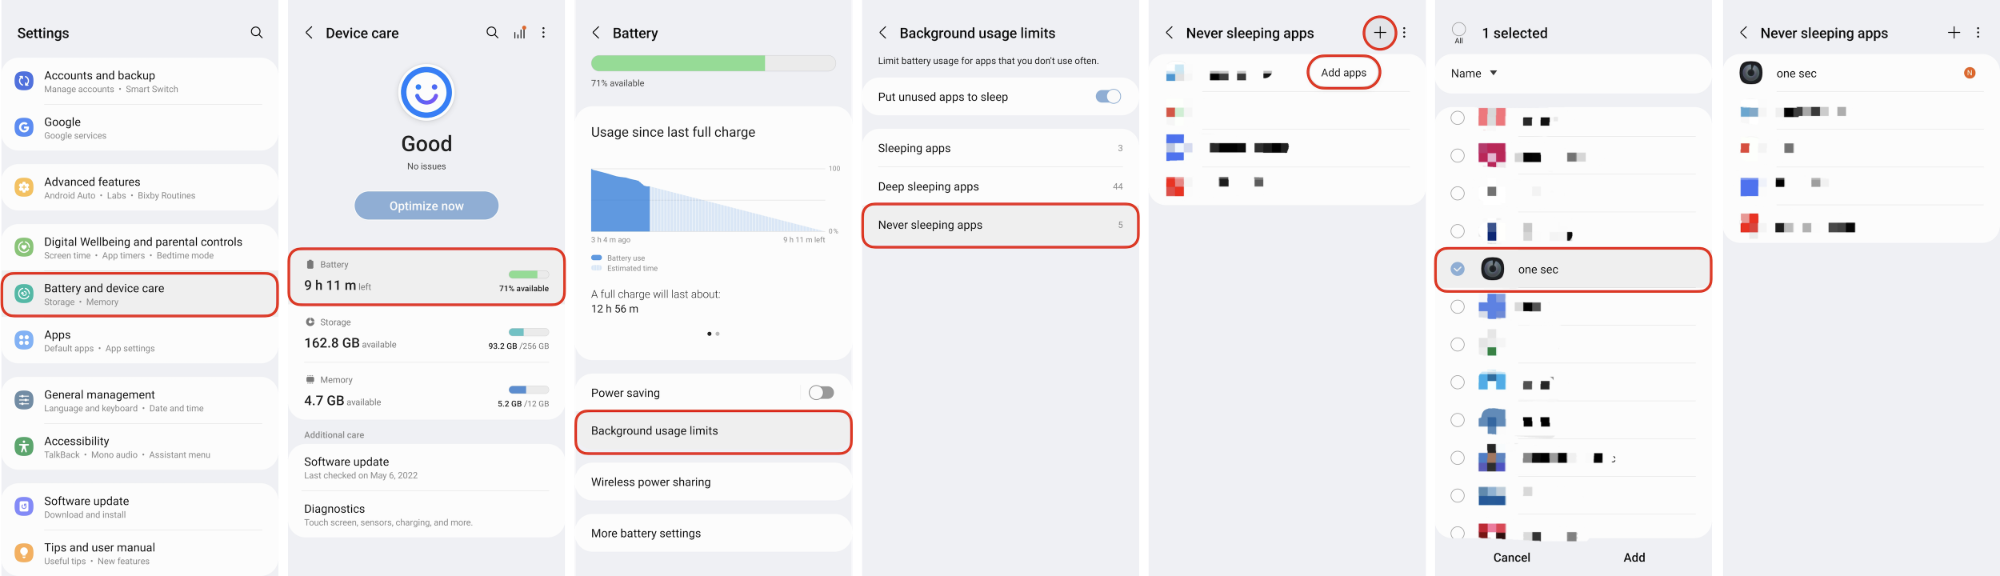 Settings
Accounts and backup
Manage accounts • Smart Switch
Google
Google services
Advanced features
Android Auto • Labs • Bixby Routines
Digital Wellbeing and parental controls
Screen time • App timers • Bedtime mode
Battery and device care
Storage • Memory
Apps
Default apps • App settings
General management
Language and keyboard • Date and time
Accessibility
TalkBack • Mono audio • Assistant menu
Software update
Download and install
Tips and user manual
Useful tips • New features
Device care
Good
No issues
Optimize now
Battery
9 h 11 m left
71% available
Storage
162.8 GB available
93.2 GB /256 GB
Memory
4.7 GB available
5.2 GB /12 GB
Additional care
Software update
Last checked on May 6, 2022
Diagnostics
Touch screen, sensors, charging, and more.
Battery
71% available
Usage since last full charge
100
0%
3 h 4 m ago
9 h 11 m left
Battery use
Estimated time
A full charge will last about:
12 h 56 m
Power saving
Background usage limits
Wireless power sharing
More battery settings
Background usage limits
Limit battery usage for apps that you don't use often.
Put unused apps to sleep
Sleeping apps 3
Deep sleeping apps 44
Never sleeping apps 5
Never sleeping apps
Add apps
All
1 selected
Name
one sec
Cancel Add
Never sleeping apps
one sec N